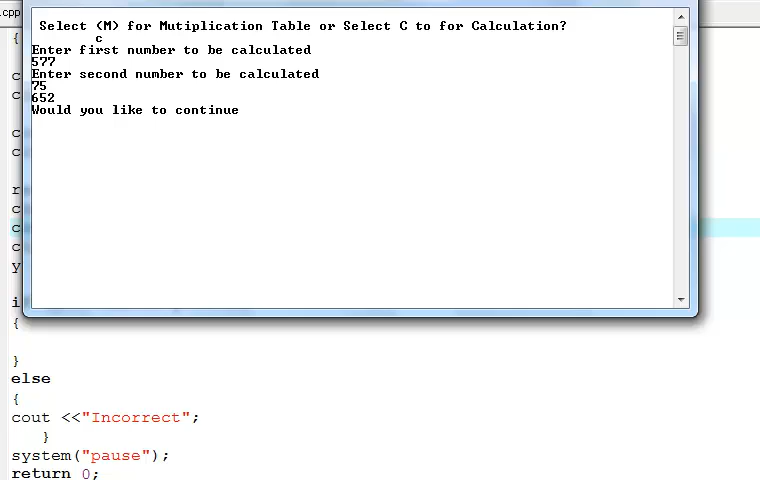 .cpp
Select (M) for Mutiplication Table or Select C to for Calculation?
c
Enter first number to be calculated
577
Enter second number to be calculated
75
652
Would you like to continue
{
c
c
c
c
r
c
c
c
y
i
{
}
else
{
cout <<"Incorrect";
}
system("pause");
return 0;